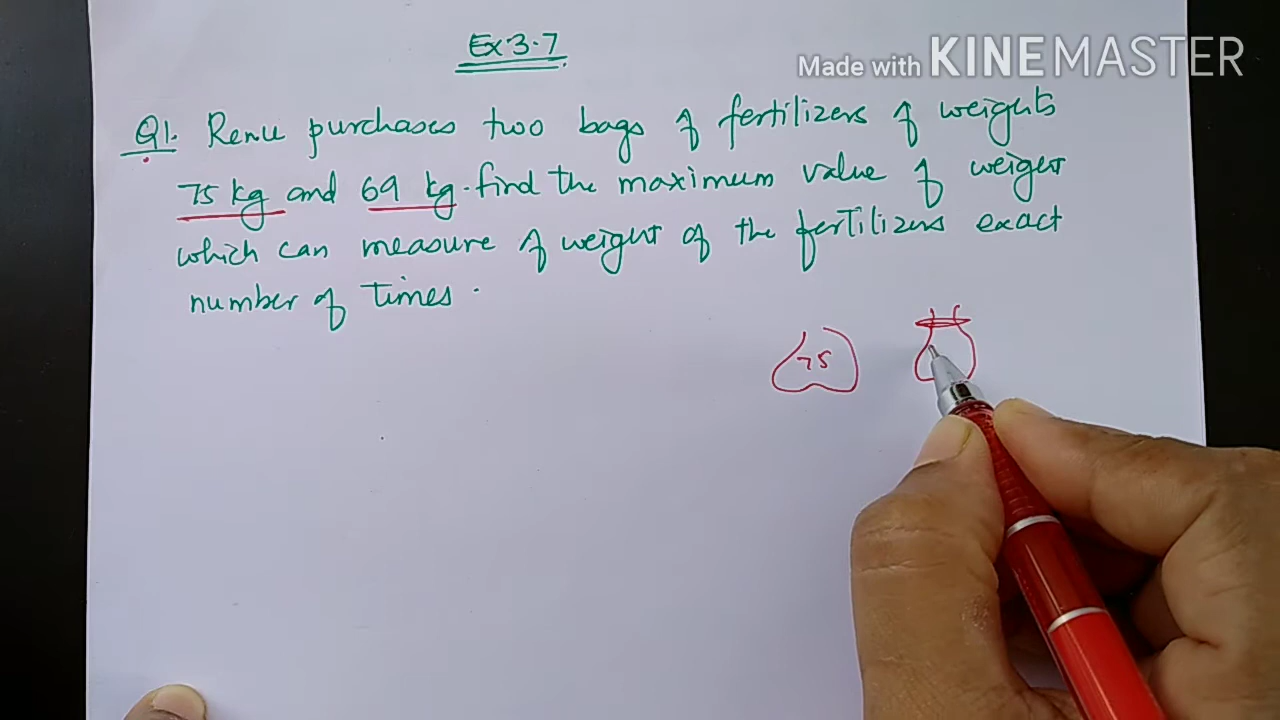 Ex 3.7
Made with KINEMASTER
Q1. Renu purchases two bags of fertilizers of weights
75 kg and 69 kg. find the maximum value of weight
which can measure of weight of the fertilizers exact
number of times.
75